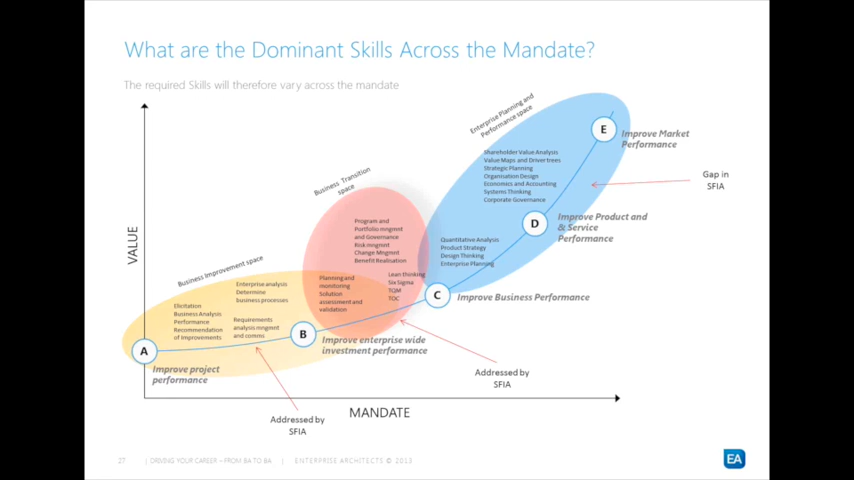 What are the Dominant Skills Across the Mandate?
The required Skills will therefore vary across the mandate
Enterprise Planning and
Performance space
E
Improve Market
Performance
Shareholder Value Analysis
Value Maps and Driver trees
Strategic Planning
Organisation Design
Economics and Accounting
Systems Thinking
Corporate Governance
Gap in
SFIA
Business Transition
space
D
Improve Product and
& Service
Performance
Program and
Portfolio mngmt
and Governance
Risk mngmt
Change Mngmt
Benefit Realisation
Quantitative Analysis
Product Strategy
Design Thinking
Enterprise Planning
VALUE
Business Improvement space
Enterprise analysis
Determine
business processes
Planning and
monitoring
Solution
assessment and
validation
Lean thinking
Six Sigma
TQM
TOC
C
Improve Business Performance
Elicitation
Business Analysis
Performance
Recommendation
of Improvements
Requirements
analysis mngmt
and comms
B
Improve enterprise wide
investment performance
A
Improve project
performance
Addressed by
SFIA
Addressed by
SFIA
MANDATE
27 | DRIVING YOUR CAREER – FROM BA TO BA | ENTERPRISE ARCHITECTS © 2013
EA